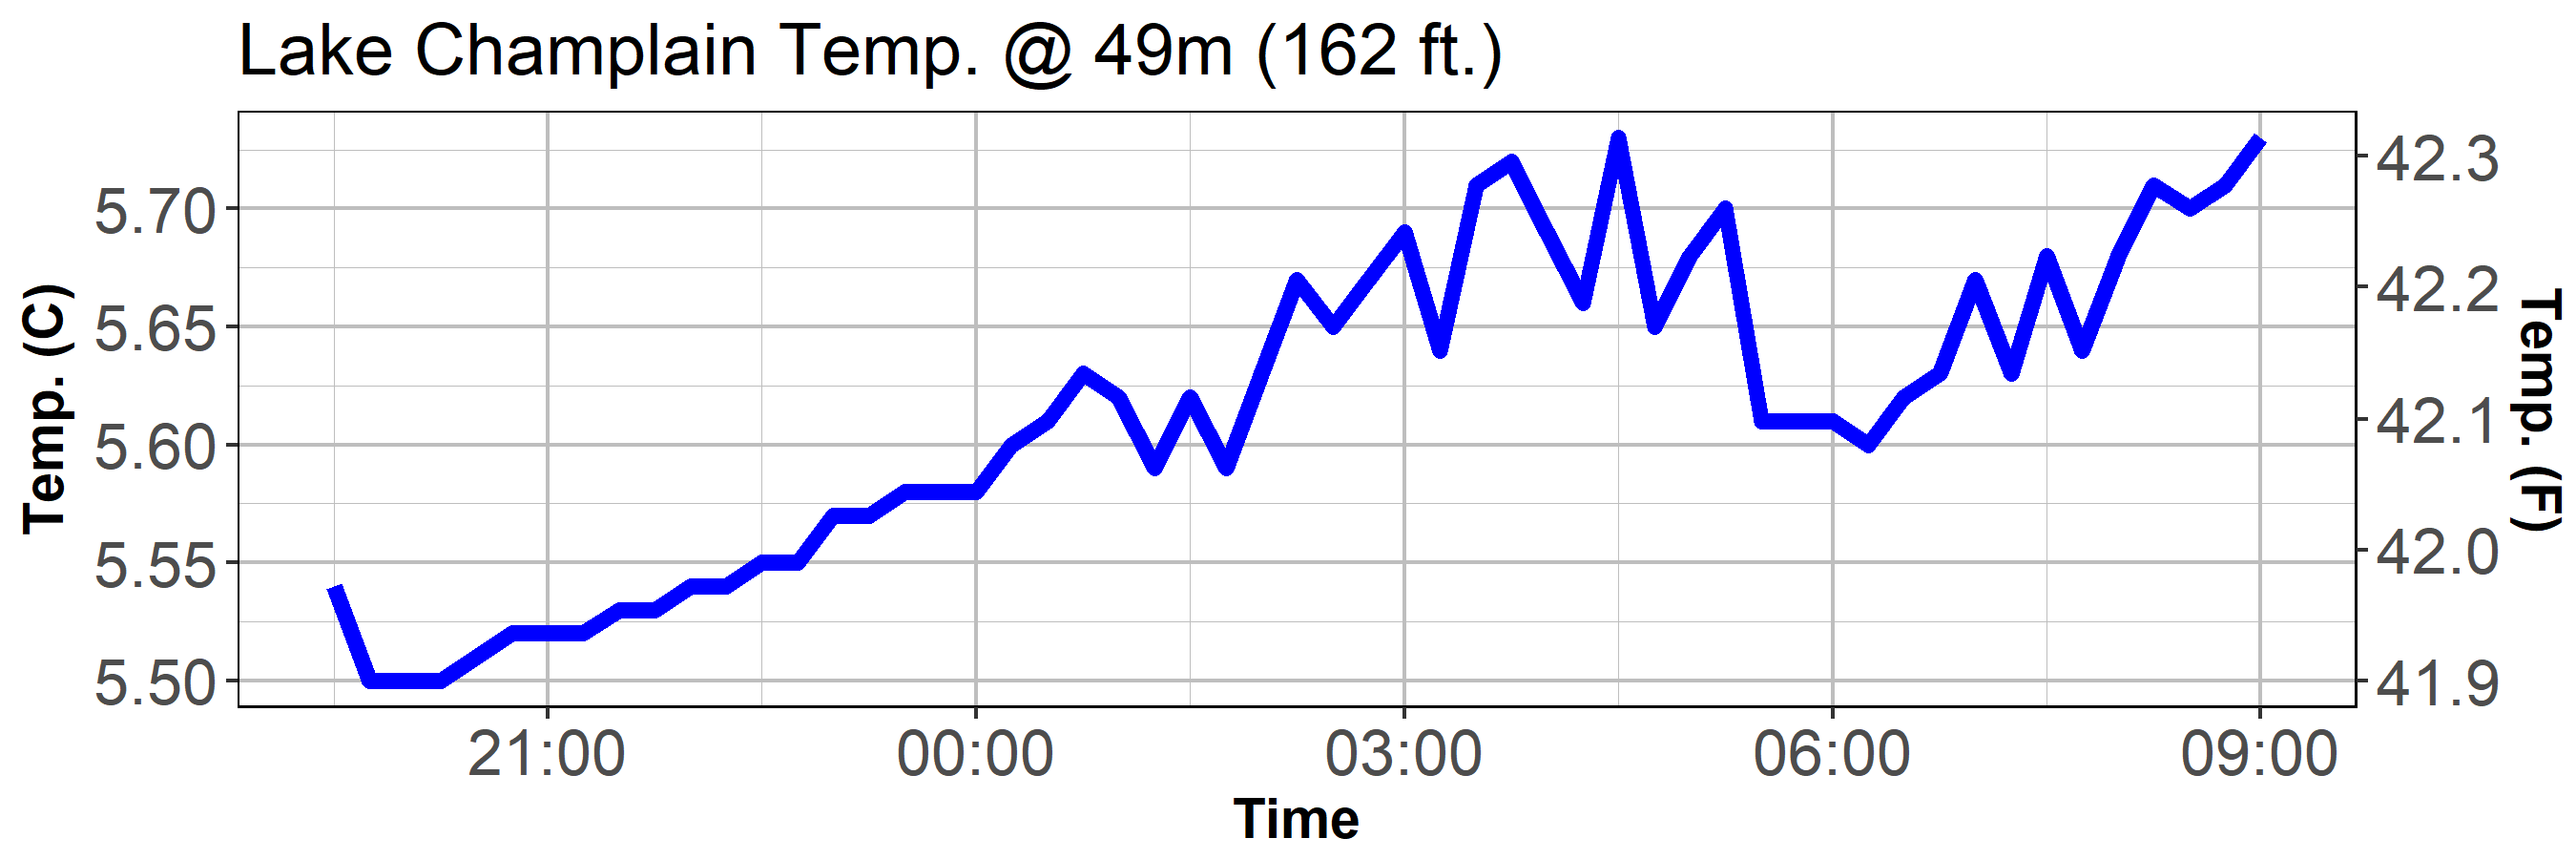 Lake Champlain Temp. @ 49m (162 ft.)
Temp. (C)
5.70
5.65
5.60
5.55
5.50
42.3
42.2
42.1
42.0
41.9
Temp. (F)
21:00 00:00 03:00 06:00 09:00
Time